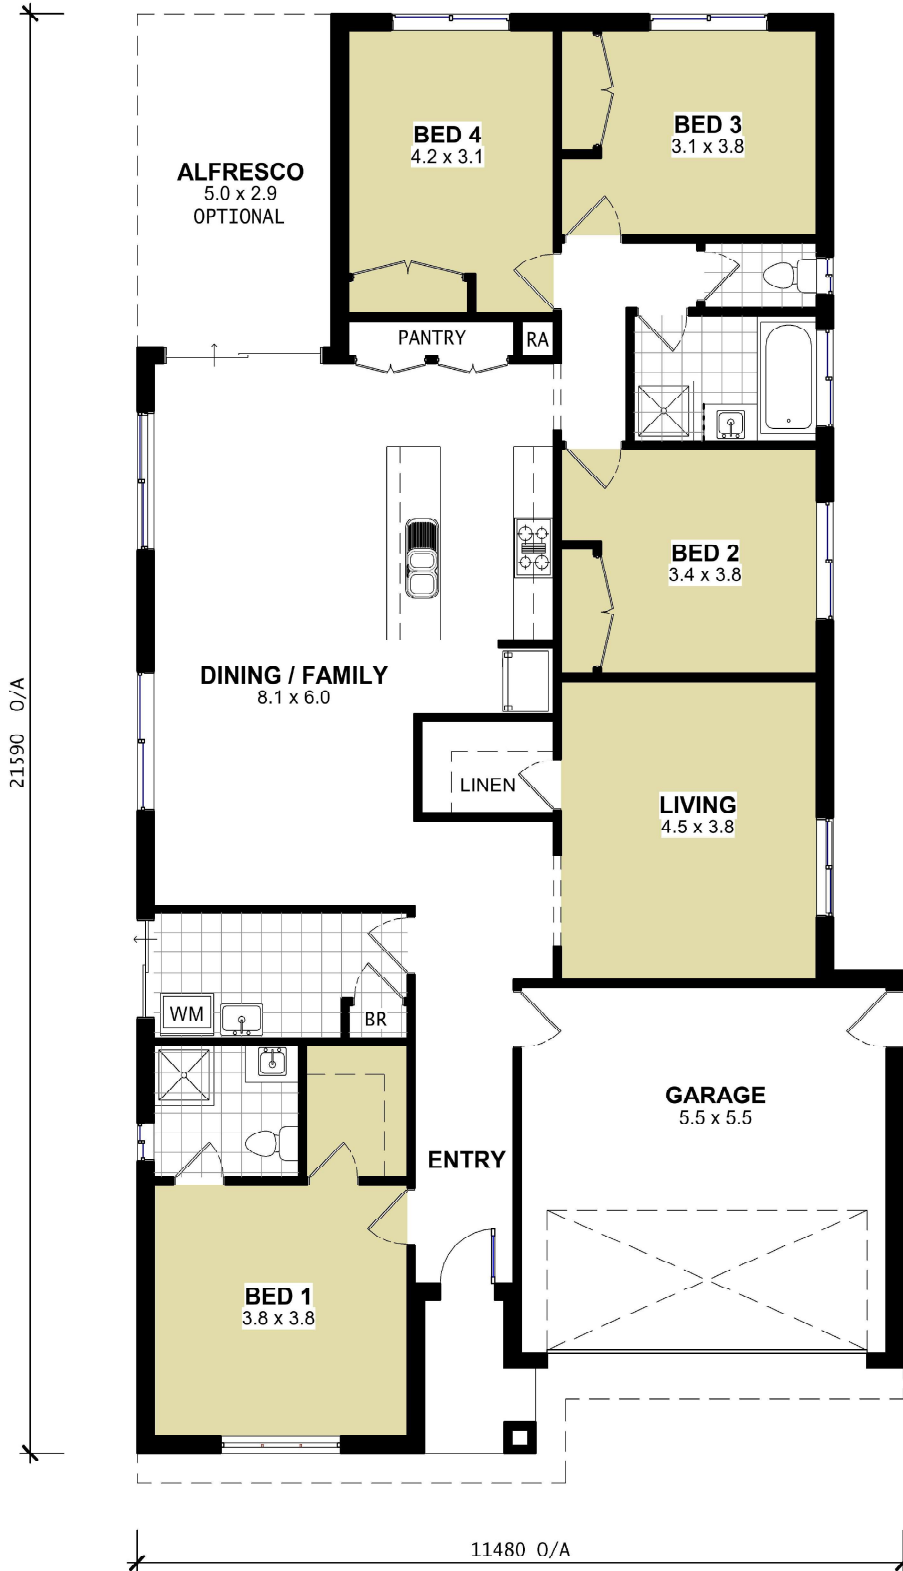 BED 4
4.2 x 3.1
BED 3
3.1 x 3.8
ALFRESCO
5.0 x 2.9
OPTIONAL
PANTRY
RA
BED 2
3.4 x 3.8
DINING / FAMILY
8.1 x 6.0
21590 O/A
LINEN
LIVING
4.5 x 3.8
WM
BR
GARAGE
5.5 x 5.5
ENTRY
BED 1
3.8 x 3.8
11480 O/A